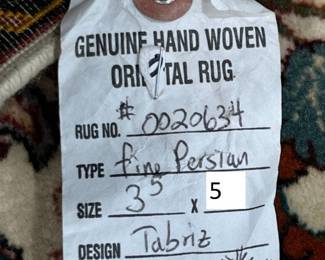 GENUINE HAND WOVEN
ORIENTAL RUG
RUG NO. #0020634
TYPE fine Persian
SIZE 3⁵ x 5
DESIGN Tabriz